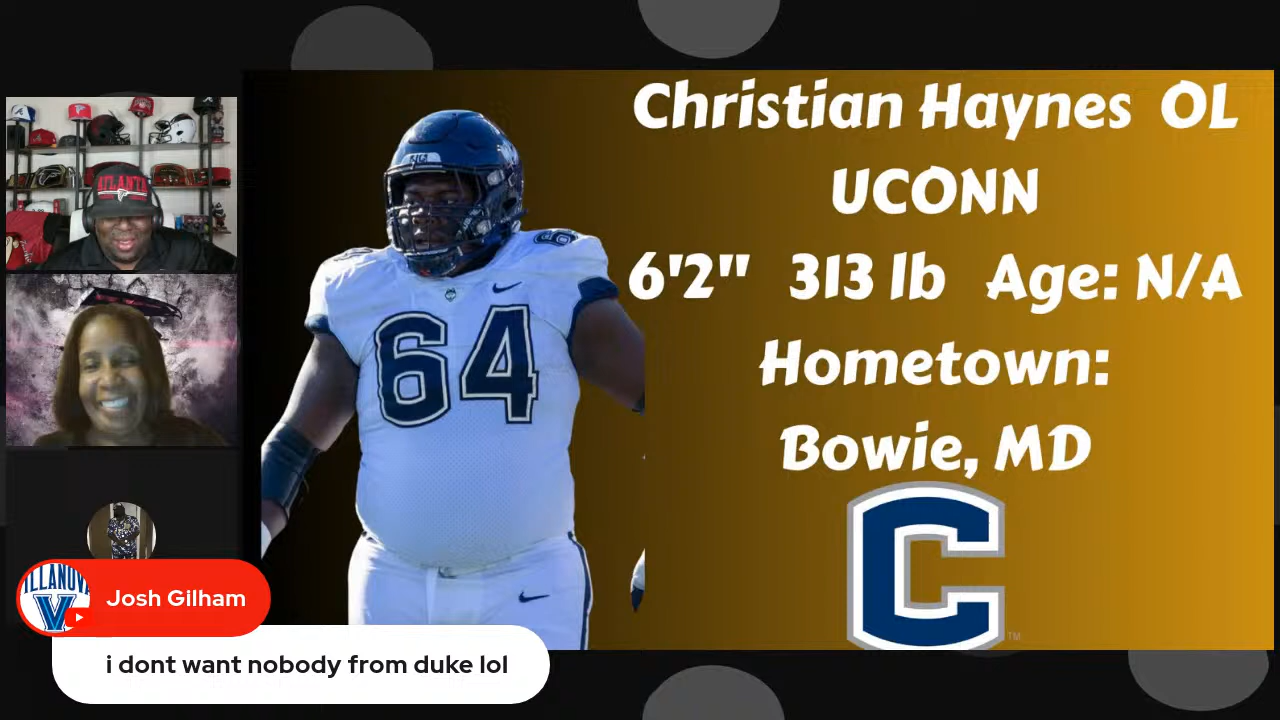 Christian Haynes OL
UCONN
6'2" 313 lb Age: N/A
Hometown:
Bowie, MD
C
TM
64
ATLANTA
Josh Gilham
i dont want nobody from duke lol